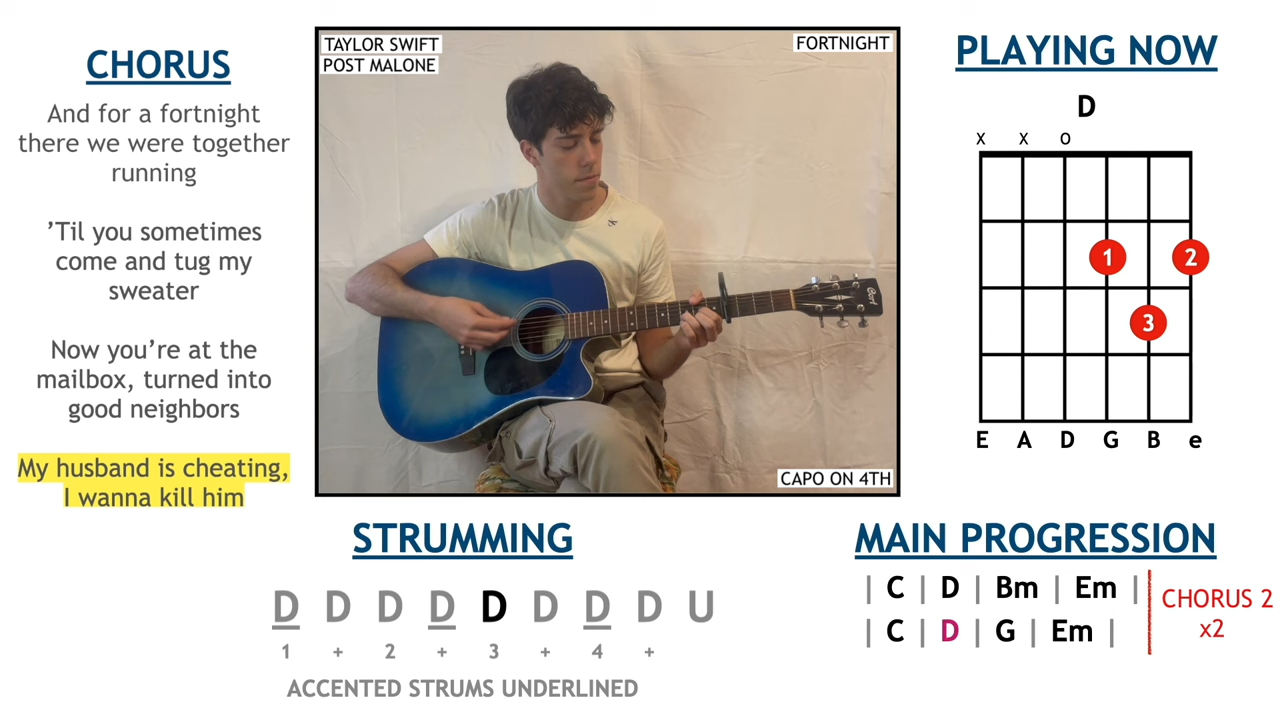 CHORUS
And for a fortnight
there we were together
running
’Til you sometimes
come and tug my
sweater
Now you’re at the
mailbox, turned into
good neighbors
My husband is cheating,
I wanna kill him
TAYLOR SWIFT
POST MALONE
FORTNIGHT
Cort
CAPO ON 4TH
PLAYING NOW
D
x x o
1 2
3
E A D G B e
STRUMMING
D D D D D D D D U
1 + 2 + 3 + 4 +
ACCENTED STRUMS UNDERLINED
MAIN PROGRESSION
| C | D | Bm | Em |
| C | D | G | Em |
CHORUS 2
x2